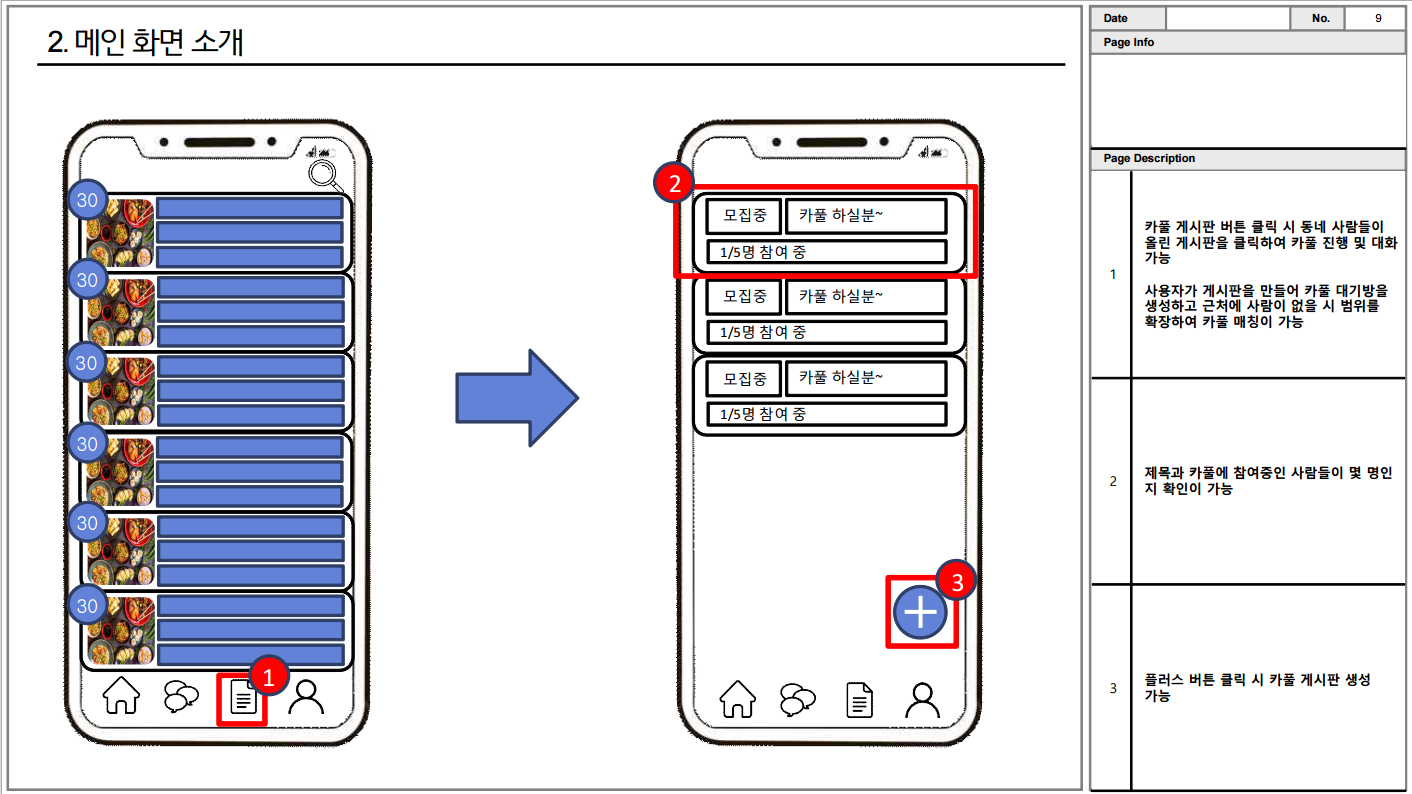 2. 메인 화면 소개
30
30
30
30
30
30
1
2
모집중
카풀 하실분~
1/5명 참여 중
모집중
카풀 하실분~
1/5명 참여 중
모집중
카풀 하실분~
1/5명 참여 중
3
Date
No.
9
Page Info
Page Description
1
카풀 게시판 버튼 클릭 시 동네 사람들이
올린 게시판을 클릭하여 카풀 진행 및 대화
가능
사용자가 게시판을 만들어 카풀 대기방을
생성하고 근처에 사람이 없을 시 범위를
확장하여 카풀 매칭이 가능
2
제목과 카풀에 참여중인 사람들이 몇 명인
지 확인이 가능
3
플러스 버튼 클릭 시 카풀 게시판 생성
가능